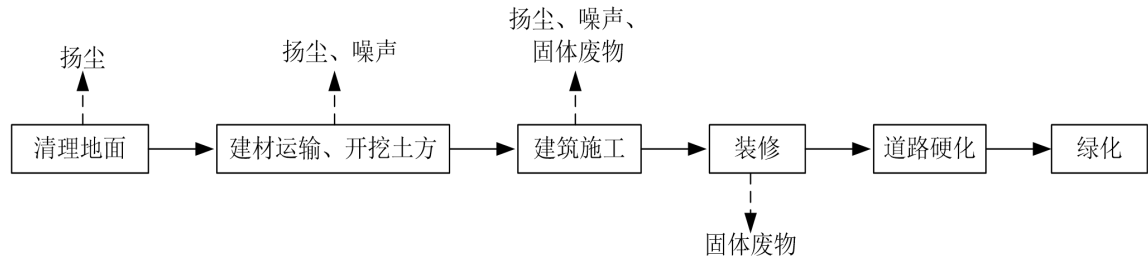 扬尘、噪声、
固体废物
扬尘
扬尘、噪声
清理地面
建材运输、开挖土方
建筑施工
装修
道路硬化
绿化
固体废物